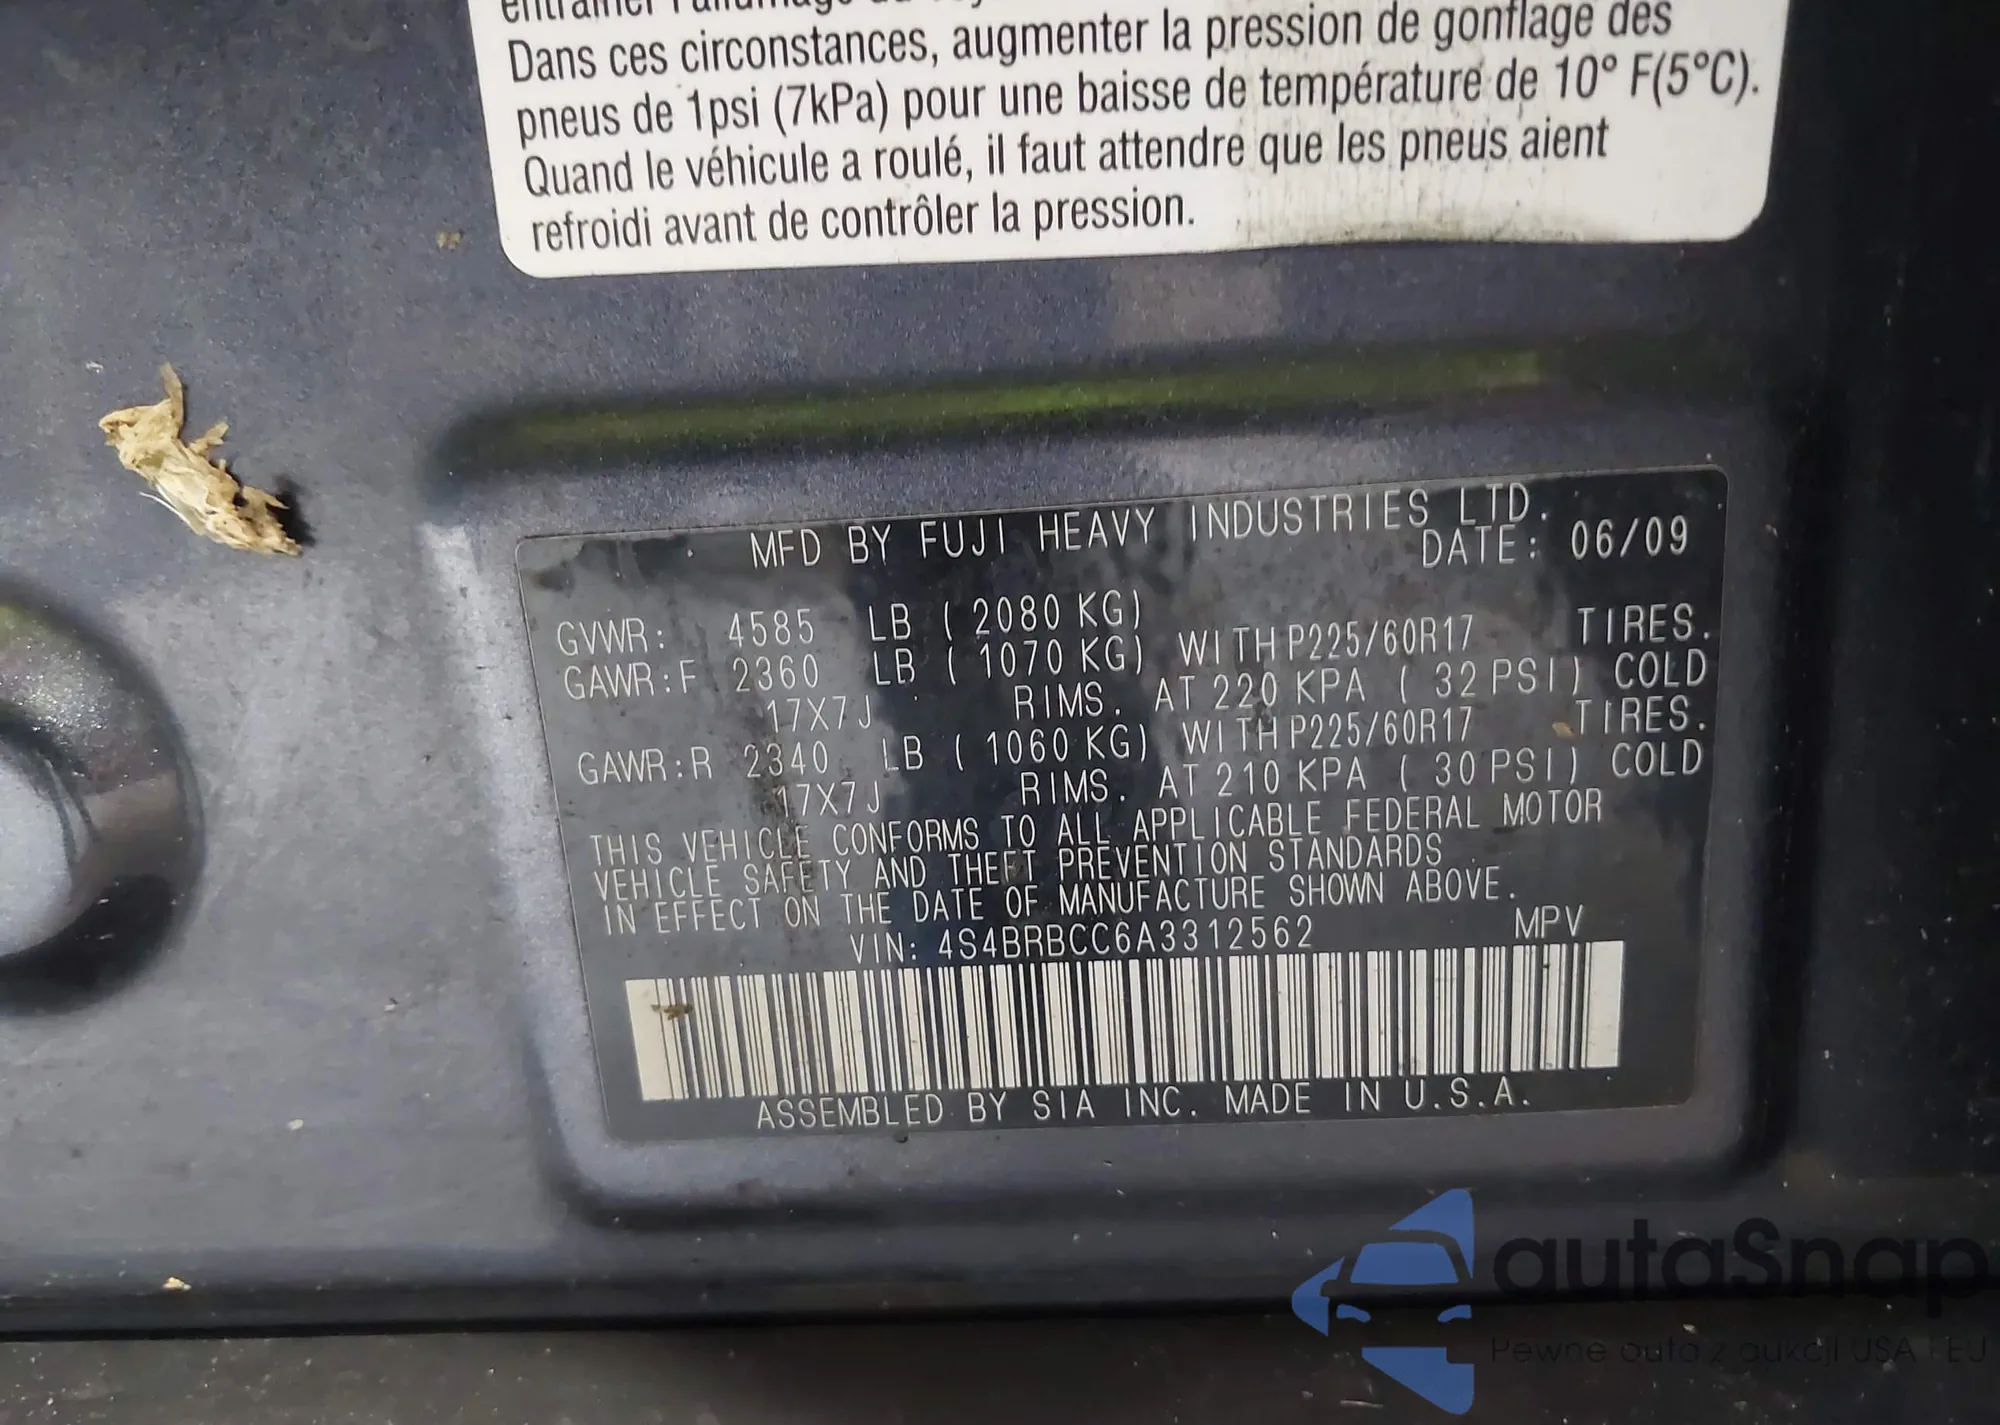 Dans ces circonstances, augmenter la pression de gonflage des
pneus de 1psi (7kPa) pour une baisse de température de 10° F(5°C).
Quand le véhicule a roulé, il faut attendre que les pneus aient
refroidi avant de contrôler la pression.
MFD BY FUJI HEAVY INDUSTRIES LTD.
DATE: 06/09
GVWR: 4585 LB ( 2080 KG)
GAWR:F 2360 LB ( 1070 KG) WITH P225/60R17 TIRES.
17X7J RIMS. AT 220 KPA ( 32 PSI) COLD
GAWR:R 2340 LB ( 1060 KG) WITH P225/60R17 TIRES.
17X7J RIMS. AT 210 KPA ( 30 PSI) COLD
THIS VEHICLE CONFORMS TO ALL APPLICABLE FEDERAL MOTOR
VEHICLE SAFETY AND THEFT PREVENTION STANDARDS
IN EFFECT ON THE DATE OF MANUFACTURE SHOWN ABOVE.
VIN: 4S4BRBCC6A3312562 MPV
ASSEMBLED BY SIA INC. MADE IN U.S.A.
autoSnap
Pewne auta z aukcji USA i EU